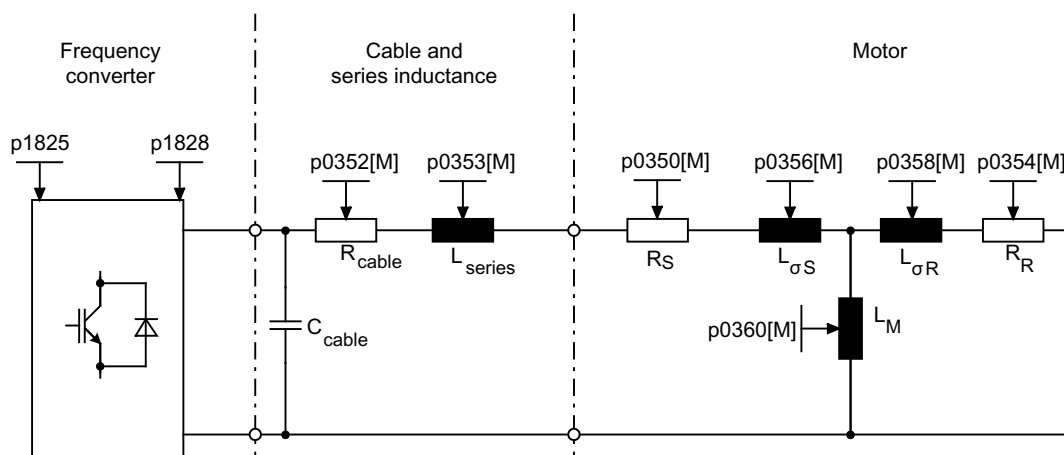 Frequency
converter
Cable and
series inductance
Motor
p1825
p1828
p0352[M]
p0353[M]
p0350[M]
p0356[M]
p0358[M]
p0354[M]
Rcable
Lseries
RS
LσS
LσR
RR
Ccable
p0360[M]
LM